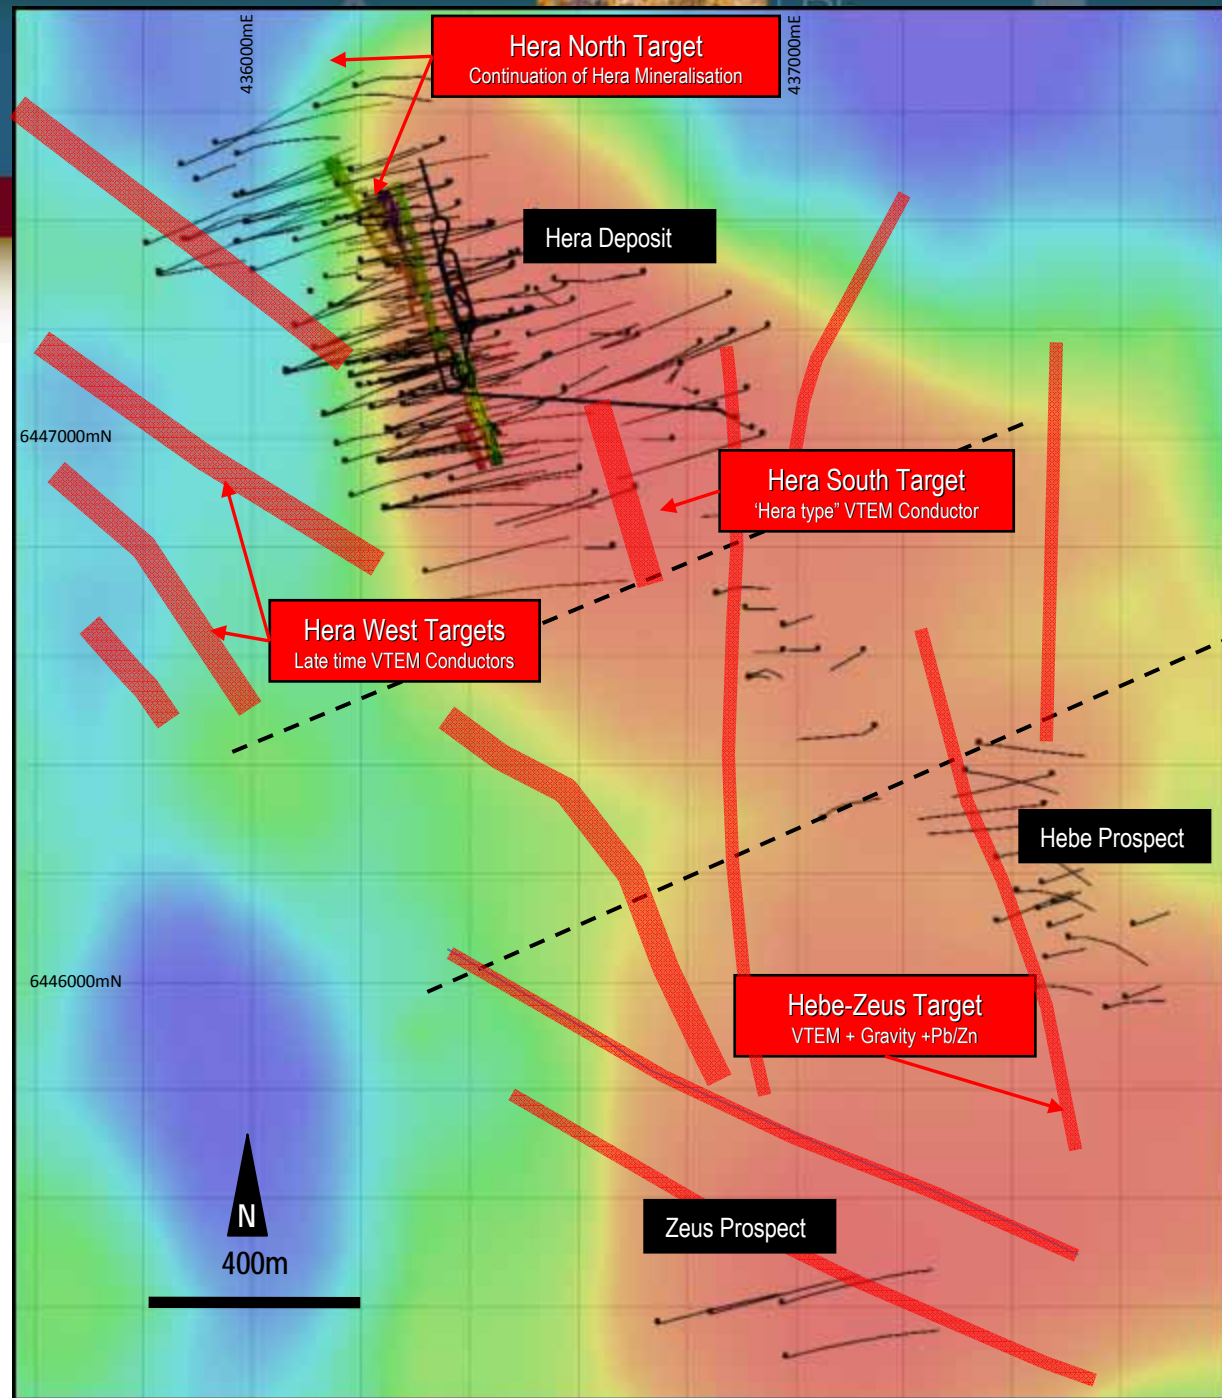 436000mE
437000mE
Hera North Target
Continuation of Hera Mineralisation
Hera Deposit
6447000mN
Hera South Target
‘Hera type” VTEM Conductor
Hera West Targets
Late time VTEM Conductors
Hebe Prospect
6446000mN
Hebe-Zeus Target
VTEM + Gravity +Pb/Zn
N
400m
Zeus Prospect